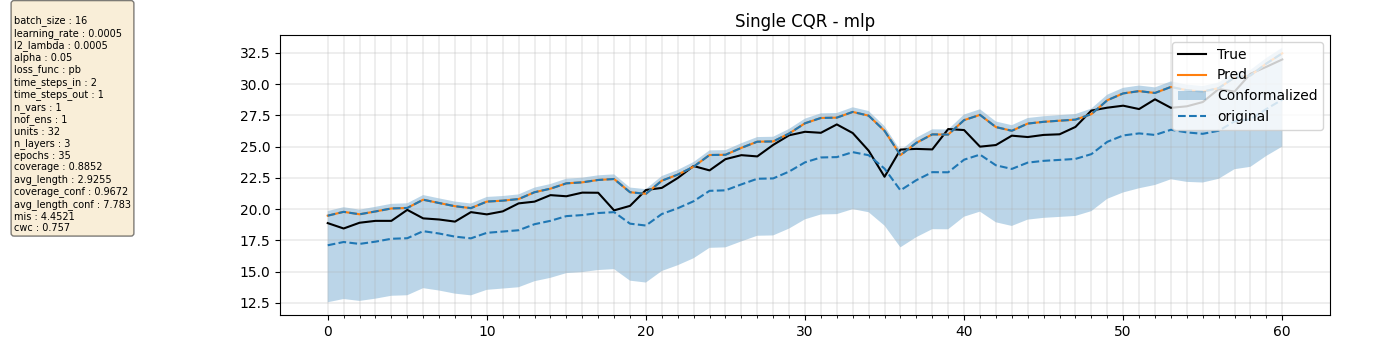 Single CQR - mlp
batch_size : 16
learning_rate : 0.0005
l2_lambda : 0.0005
alpha : 0.05
loss_func : pb
time_steps_in : 2
time_steps_out : 1
n_vars : 1
nof_ens : 1
units : 32
n_layers : 3
epochs : 35
coverage : 0.8852
avg_length : 2.9255
coverage_conf : 0.9672
avg_length_conf : 7.783
mis : 4.4521
cwc : 0.757
32.5
30.0
27.5
25.0
22.5
20.0
17.5
15.0
12.5
True
Pred
Conformalized
original
0 10 20 30 40 50 60